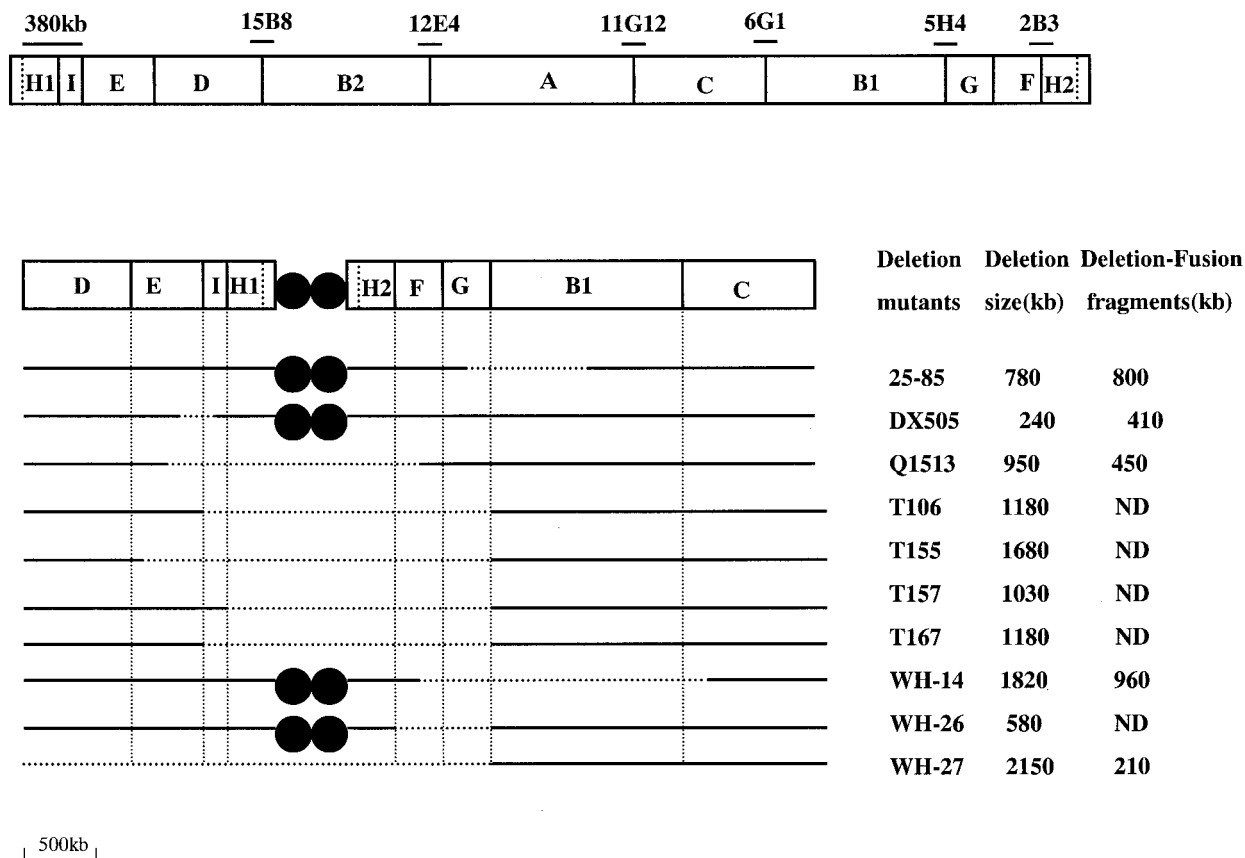 380kb 15B8 12E4 11G12 6G1 5H4 2B3
H1 I E D B2 A C B1 G F H2
Deletion Deletion Deletion-Fusion
mutants size(kb) fragments(kb)
D E I H1 H2 F G B1 C
25-85 780 800
DX505 240 410
Q1513 950 450
T106 1180 ND
T155 1680 ND
T157 1030 ND
T167 1180 ND
WH-14 1820 960
WH-26 580 ND
WH-27 2150 210
500kb